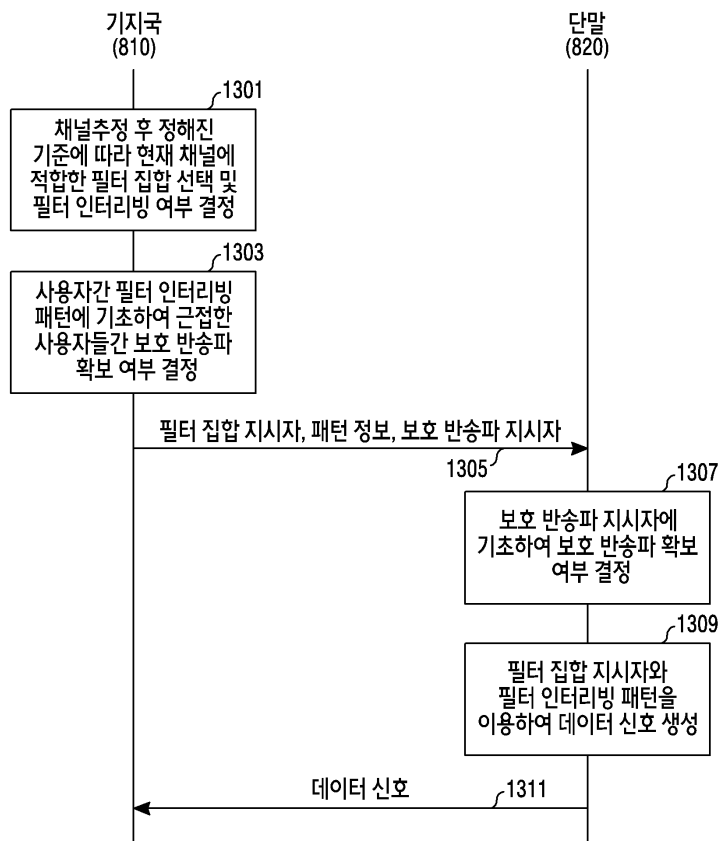 기지국
(810)
단말
(820)
1301
채널추정 후 정해진
기준에 따라 현재 채널에
적합한 필터 집합 선택 및
필터 인터리빙 여부 결정
1303
사용자간 필터 인터리빙
패턴에 기초하여 근접한
사용자들간 보호 반송파
확보 여부 결정
필터 집합 지시자, 패턴 정보, 보호 반송파 지시자
1305
1307
보호 반송파 지시자에
기초하여 보호 반송파 확보
여부 결정
1309
필터 집합 지시자와
필터 인터리빙 패턴을
이용하여 데이터 신호 생성
데이터 신호
1311